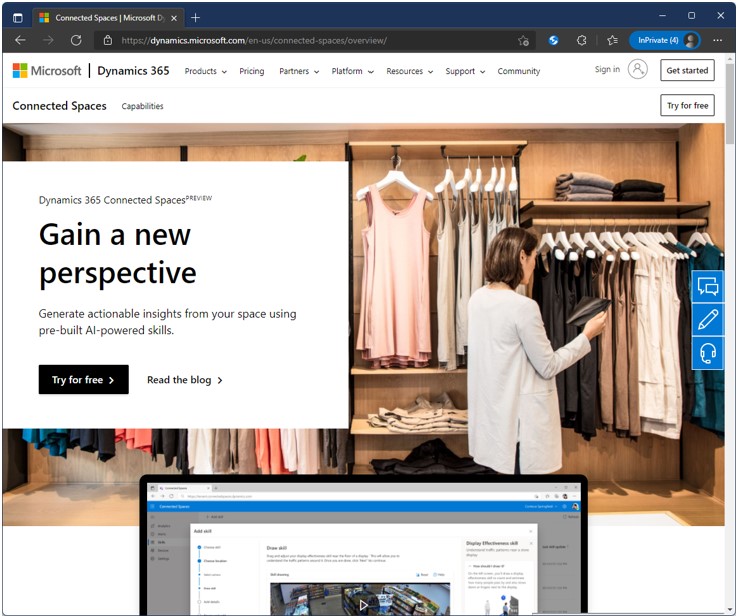 Connected Spaces | Microsoft Dy
https://dynamics.microsoft.com/en-us/connected-spaces/overview/
InPrivate (4)
Microsoft
Dynamics 365
Products
Pricing
Partners
Platform
Resources
Support
Community
Sign in
Get started
Connected Spaces
Capabilities
Try for free
Dynamics 365 Connected Spaces PREVIEW
Gain a new
perspective
Generate actionable insights from your space using
pre-built AI-powered skills.
Try for free
Read the blog
Connected Spaces
Add skill
Draw skill
Display Effectiveness skill